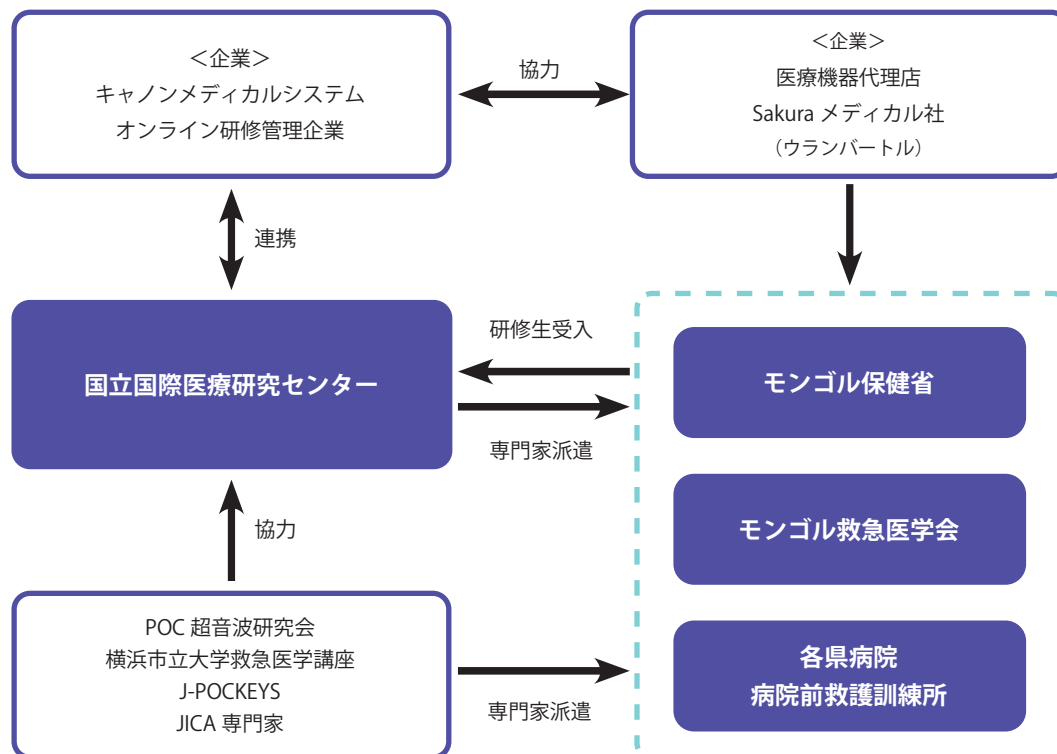 <企業>
キャノンメディカルシステム
オンライン研修管理企業
協力
<企業>
医療機器代理店
Sakura メディカル社
（ウランバートル）
連携
国立国際医療研究センター
研修生受入
専門家派遣
モンゴル保健省
モンゴル救急医学会
各県病院
病院前救護訓練所
協力
POC 超音波研究会
横浜市立大学救急医学講座
J-POCKEYS
JICA 専門家
専門家派遣